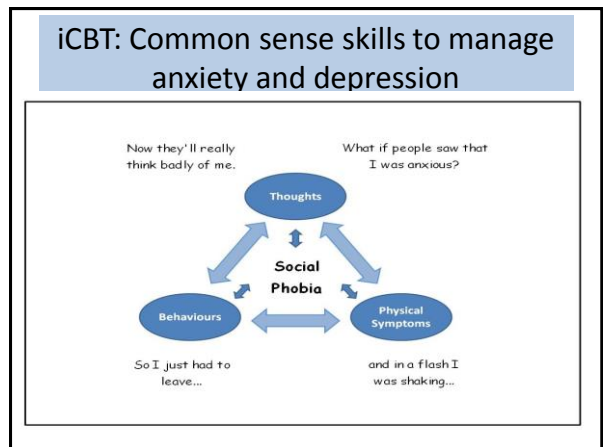 iCBT: Common sense skills to manage
anxiety and depression
Now they'll really
think badly of me.
What if people saw that
I was anxious?
Thoughts
Social
Phobia
Behaviours
Physical
Symptoms
So I just had to
leave...
and in a flash I
was shaking...